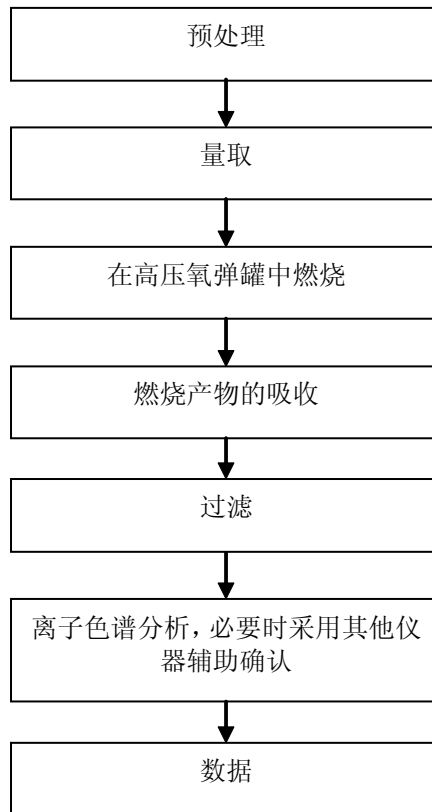 预处理
量取
在高压氧弹罐中燃烧
燃烧产物的吸收
过滤
离子色谱分析，必要时采用其他仪
器辅助确认
数据